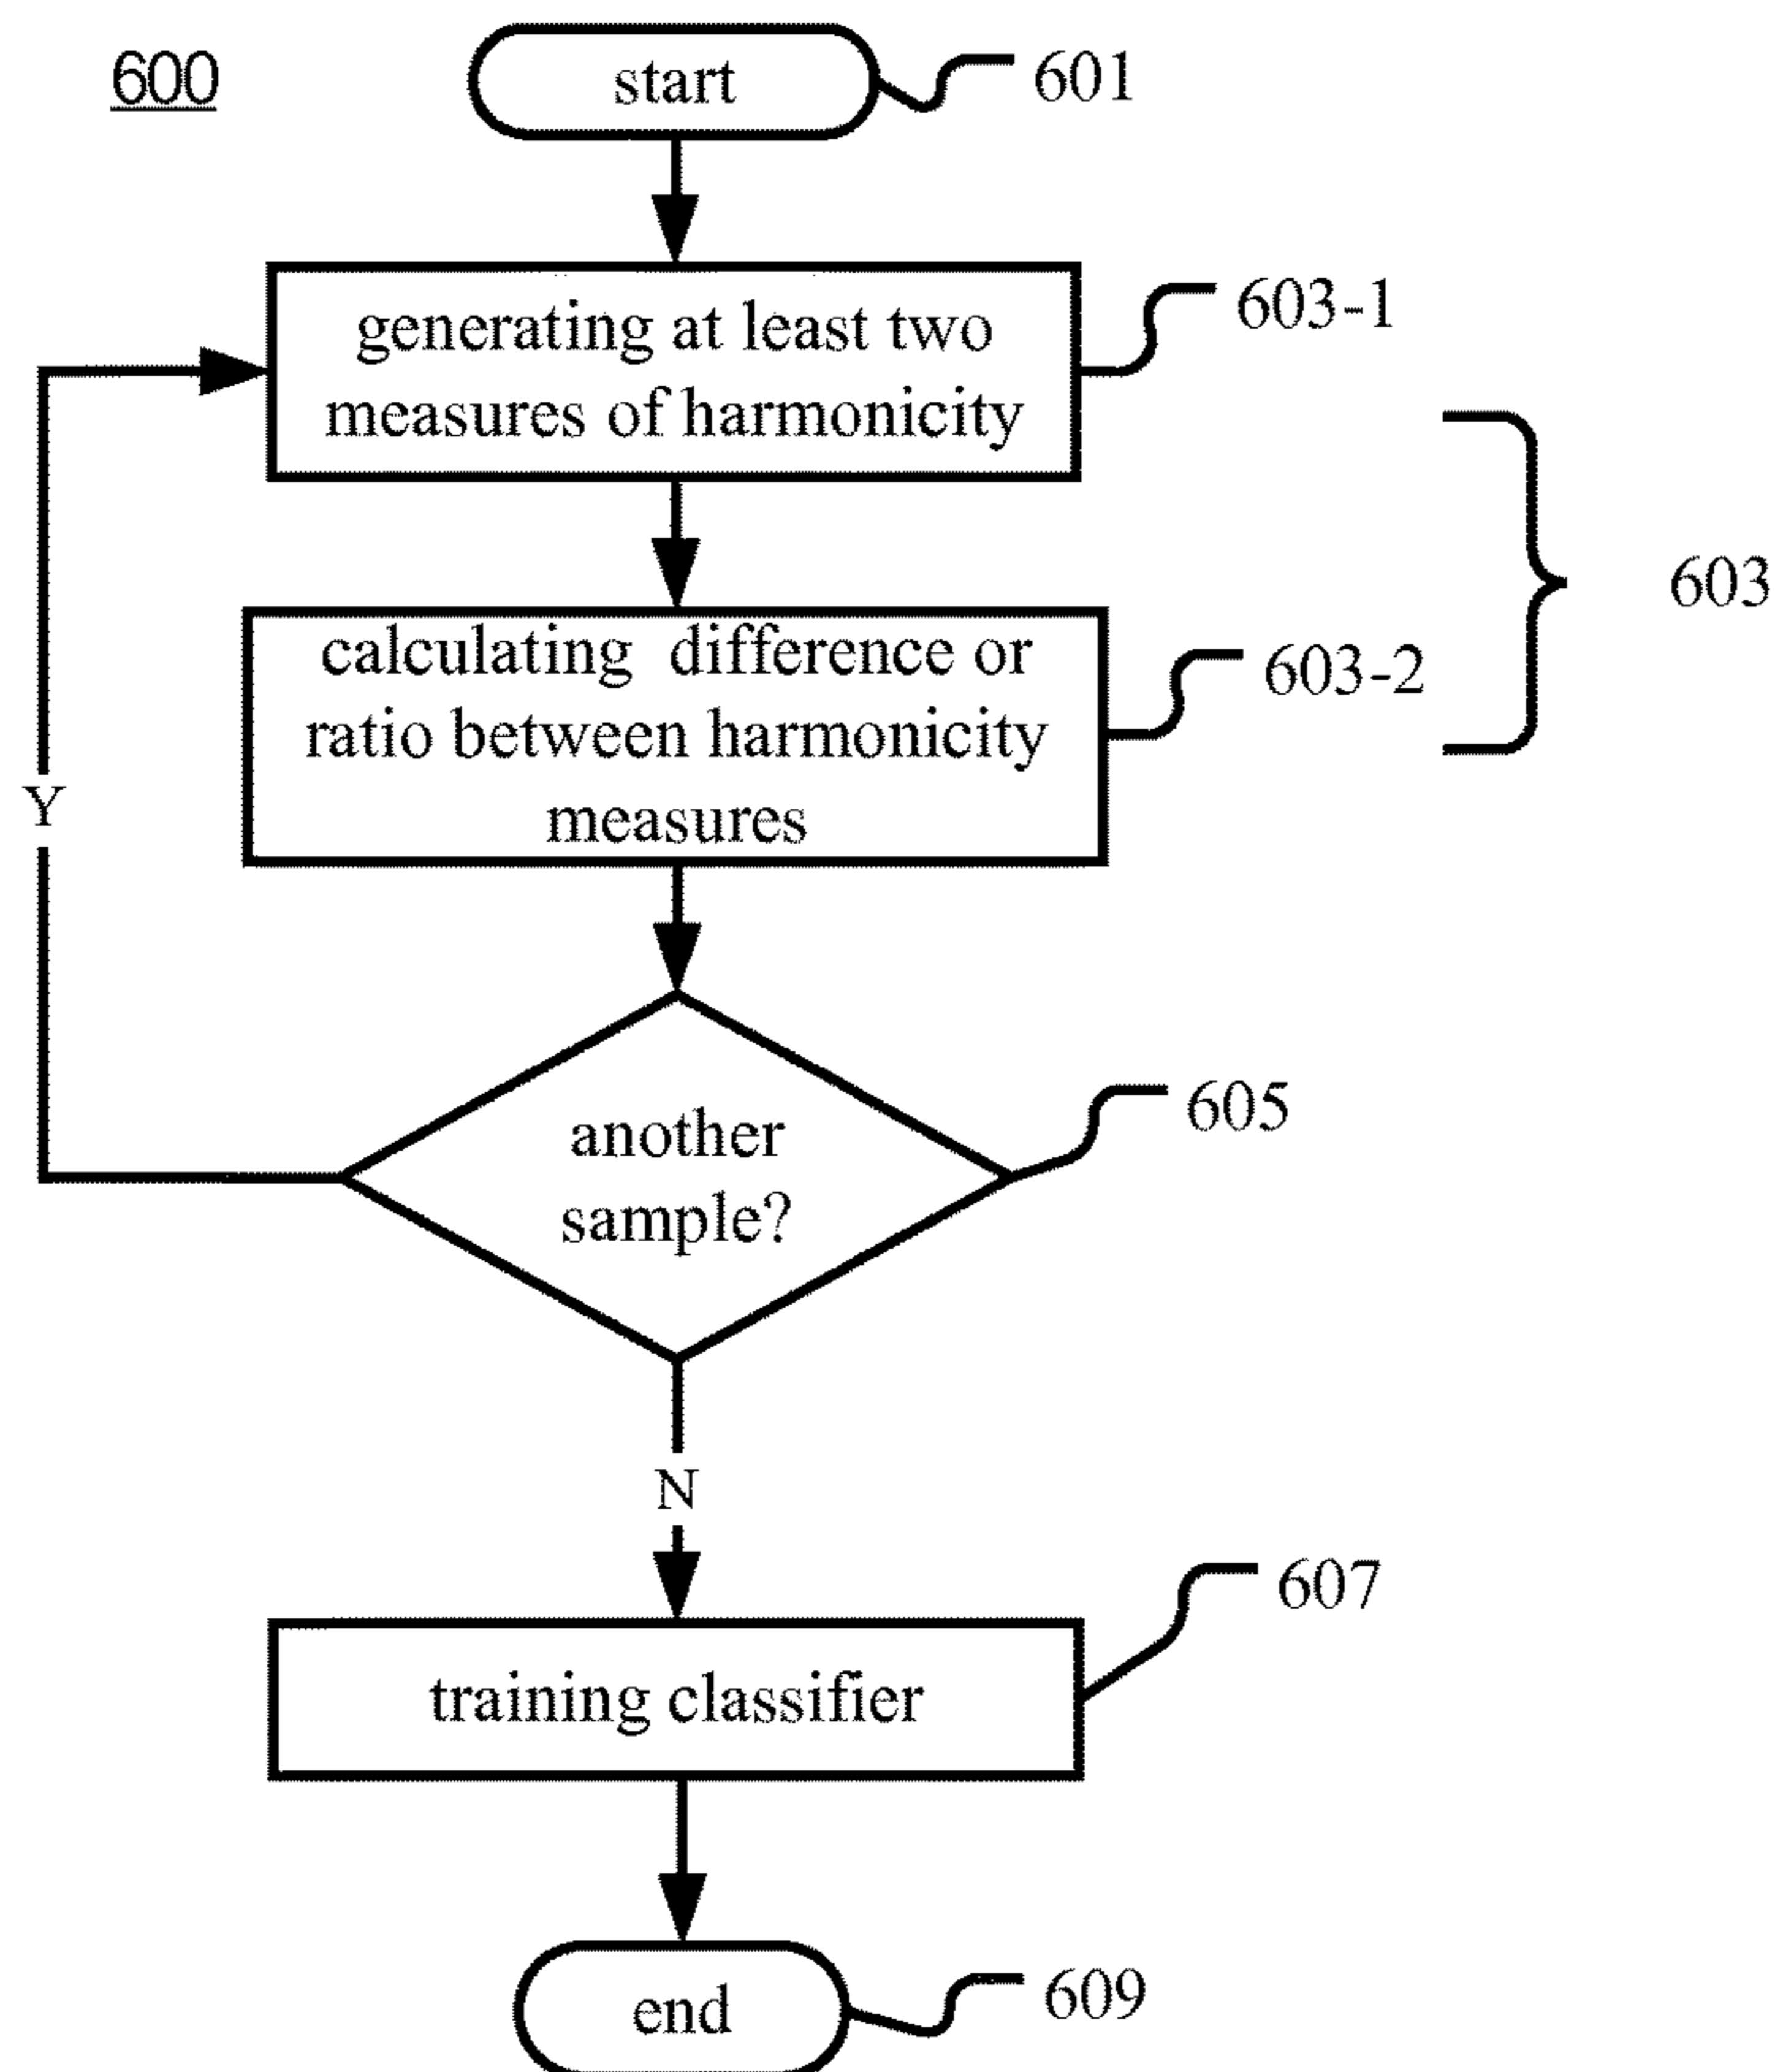 600
start
601
generating at least two
measures of harmonicity
603-1
calculating difference or
ratio between harmonicity
measures
603-2
603
Y
another
sample?
605
N
training classifier
607
end
609